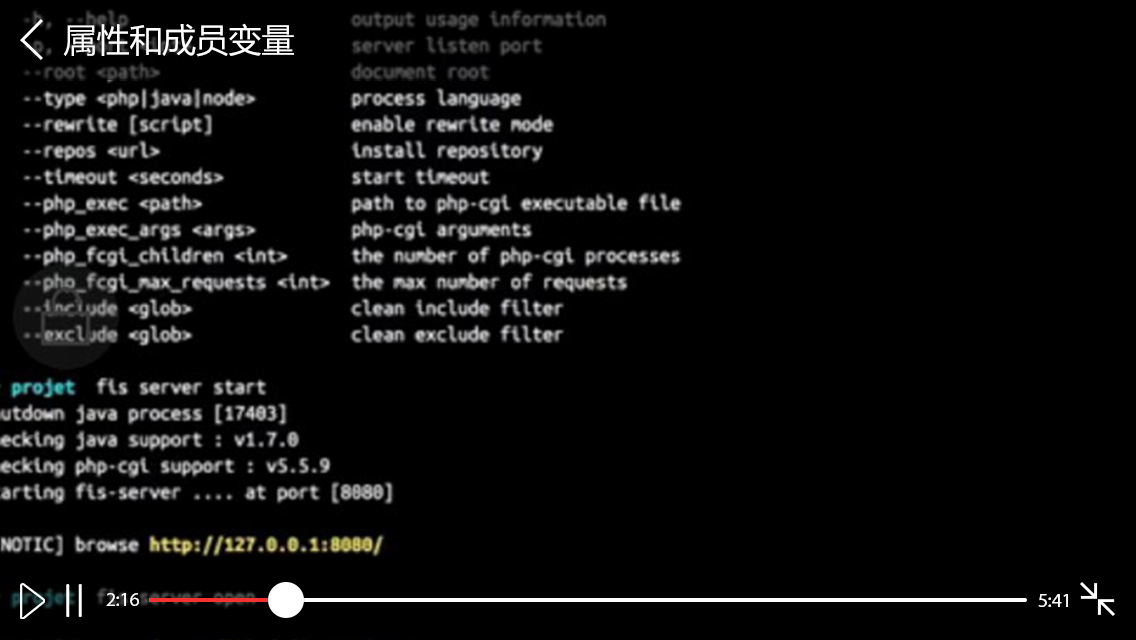 -h, --help output usage information
属性和成员变量
server listen port
--root <path> document root
--type <php|java|node> process language
--rewrite [script] enable rewrite mode
--repos <url> install repository
--timeout <seconds> start timeout
--php_exec <path> path to php-cgi executable file
--php_exec_args <args> php-cgi arguments
--php_fcgi_children <int> the number of php-cgi processes
--php_fcgi_max_requests <int> the max number of requests
--include <glob> clean include filter
--exclude <glob> clean exclude filter
projet fis server start
utdown java process [17403]
ecking java support : v1.7.0
ecking php-cgi support : v5.5.9
arting fis-server .... at port [8080]
NOTIC] browse http://127.0.0.1:8080/
projet fis server open
2:16 5:41